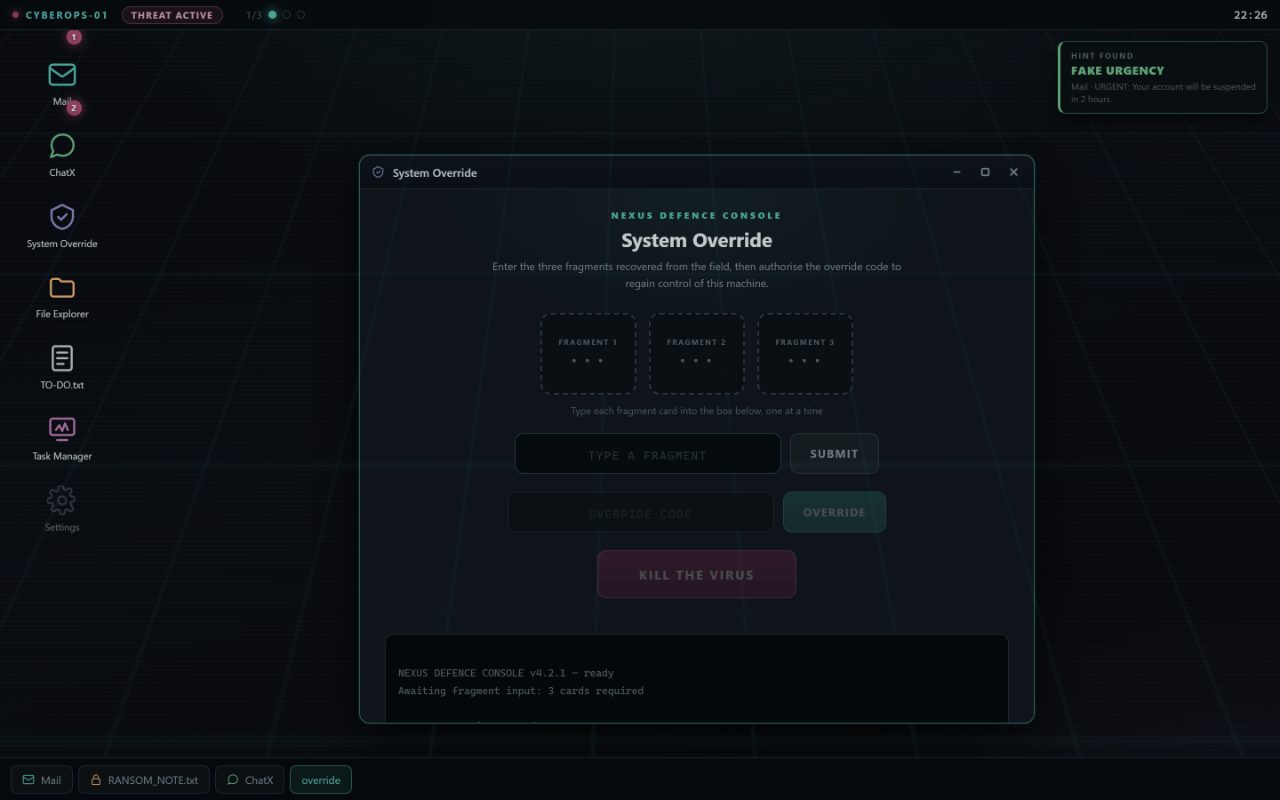 CYBEROPS-01 THREAT ACTIVE 1/3 22:26
1
Mail
2
ChatX
System Override
File Explorer
TO-DO.txt
Task Manager
Settings
HINT FOUND
FAKE URGENCY
Mail · URGENT: Your account will be suspended
in 2 hours
System Override
NEXUS DEFENCE CONSOLE
System Override
Enter the three fragments recovered from the field, then authorise the override code to
regain control of this machine.
FRAGMENT 1 FRAGMENT 2 FRAGMENT 3
• • • • • • • • •
Type each fragment card into the box below, one at a time
TYPE A FRAGMENT SUBMIT
OVERRIDE CODE OVERRIDE
KILL THE VIRUS
NEXUS DEFENCE CONSOLE v4.2.1 — ready
Awaiting fragment input: 3 cards required
Mail RANSOM_NOTE.txt ChatX override